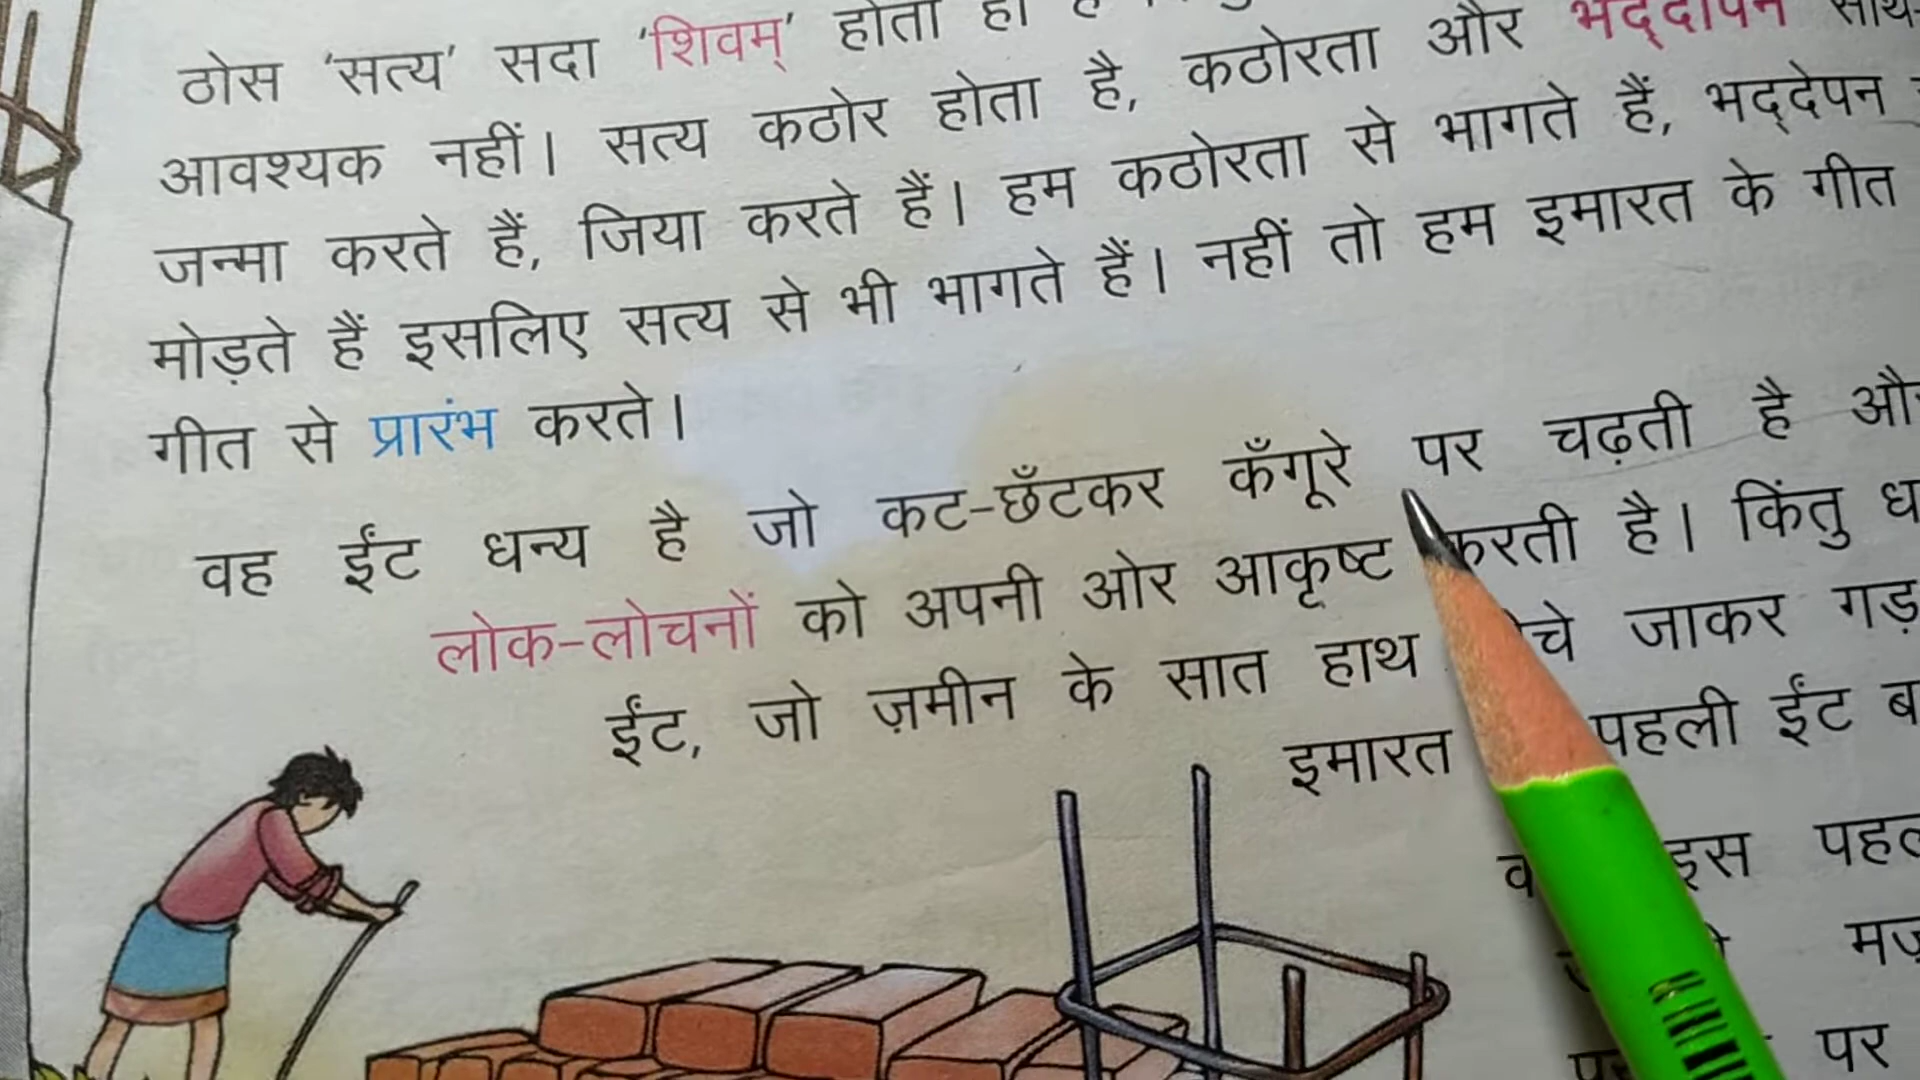 ठोस 'सत्य' सदा 'शिवम्' होता
आवश्यक नहीं। सत्य कठोर होता है, कठोरता और भद्दापन
जन्मा करते हैं, जिया करते हैं। हम कठोरता से भागते हैं, भद्देपन
मोड़ते हैं इसलिए सत्य से भी भागते हैं। नहीं तो हम इमारत के गीत
गीत से प्रारंभ करते।
वह ईंट धन्य है जो कट-छँटकर कँगूरे पर चढ़ती है
लोक-लोचनों को अपनी ओर आकृष्ट करती है। किंतु
ईंट, जो ज़मीन के सात हाथ जाकर
इमारत पहली ईंट
इस
पर